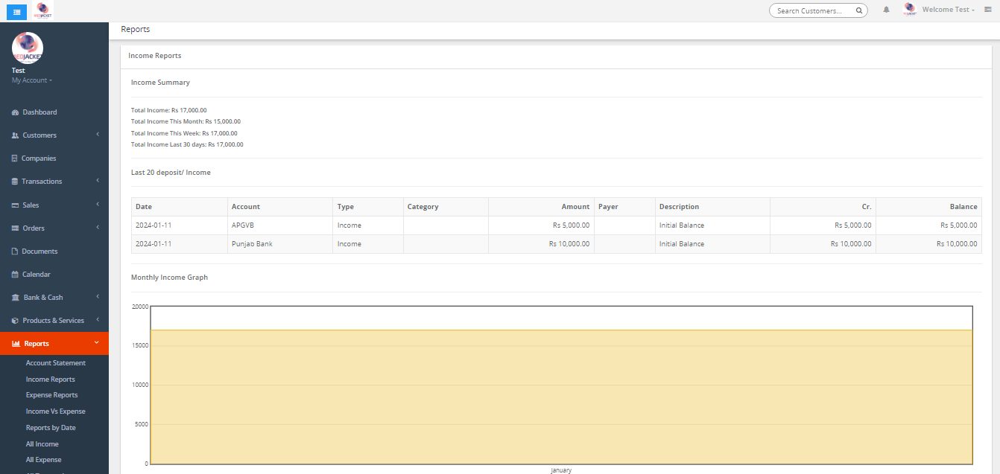 Search Customers...
Welcome Test
Test
My Account
Dashboard
Customers
Companies
Transactions
Sales
Orders
Documents
Calendar
Bank & Cash
Products & Services
Reports
Account Statement
Income Reports
Expense Reports
Income Vs Expense
Reports by Date
All Income
All Expense
Reports
Income Reports
Income Summary
Total Income: Rs 17,000.00
Total Income This Month: Rs 15,000.00
Total Income This Week: Rs 17,000.00
Total Income Last 30 days: Rs 17,000.00
Last 20 deposit/ Income
Date Account Type Category Amount Payer Description Cr. Balance
2024-01-11 APGVB Income Rs 5,000.00 Initial Balance Rs 5,000.00 Rs 5,000.00
2024-01-11 Punjab Bank Income Rs 10,000.00 Initial Balance Rs 10,000.00 Rs 10,000.00
Monthly Income Graph
20000
15000
10000
5000
0
January